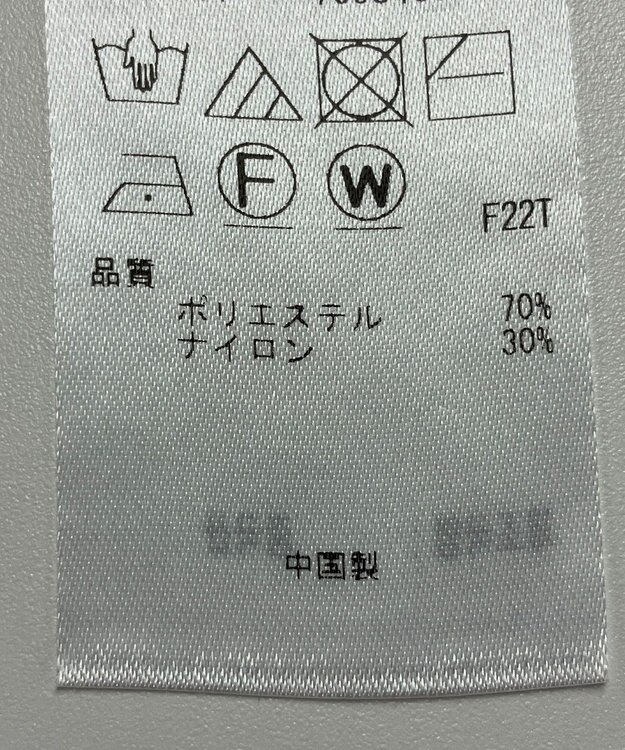 F
W
F22T
品質
ポリエステル 70%
ナイロン 30%
中国製